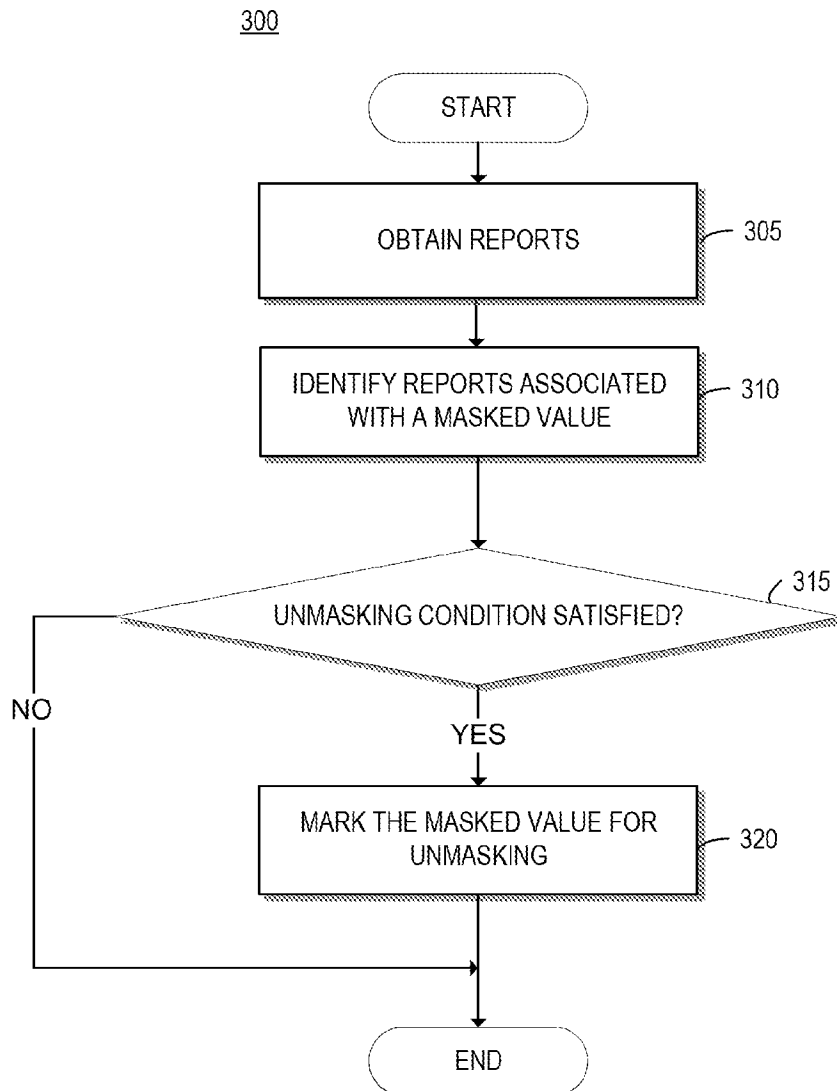 300
START
OBTAIN REPORTS
305
IDENTIFY REPORTS ASSOCIATED
WITH A MASKED VALUE
310
315
UNMASKING CONDITION SATISFIED?
NO
YES
MARK THE MASKED VALUE FOR
UNMASKING
320
END